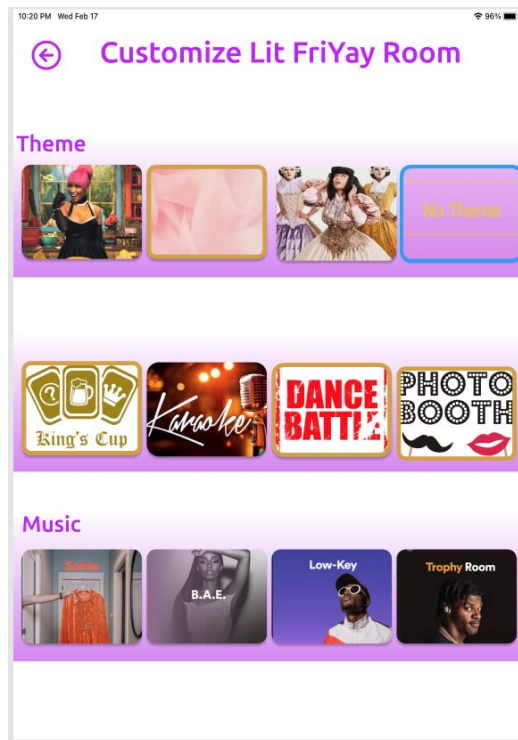 10:20 PM Wed Feb 17
96%
Customize Lit FriYay Room
Theme
No Theme
?
King's Cup
Karaoke
DANCE
BATTLE
PHOTO
BOOTH
Music
Soirée
B.A.E.
Low-Key
Trophy Room